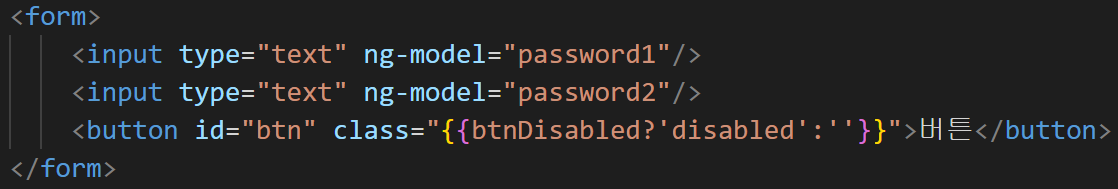 <form>
<input type="text" ng-model="password1"/>
<input type="text" ng-model="password2"/>
<button id="btn" class="{{btnDisabled?'disabled':''}}">버튼</button>
</form>